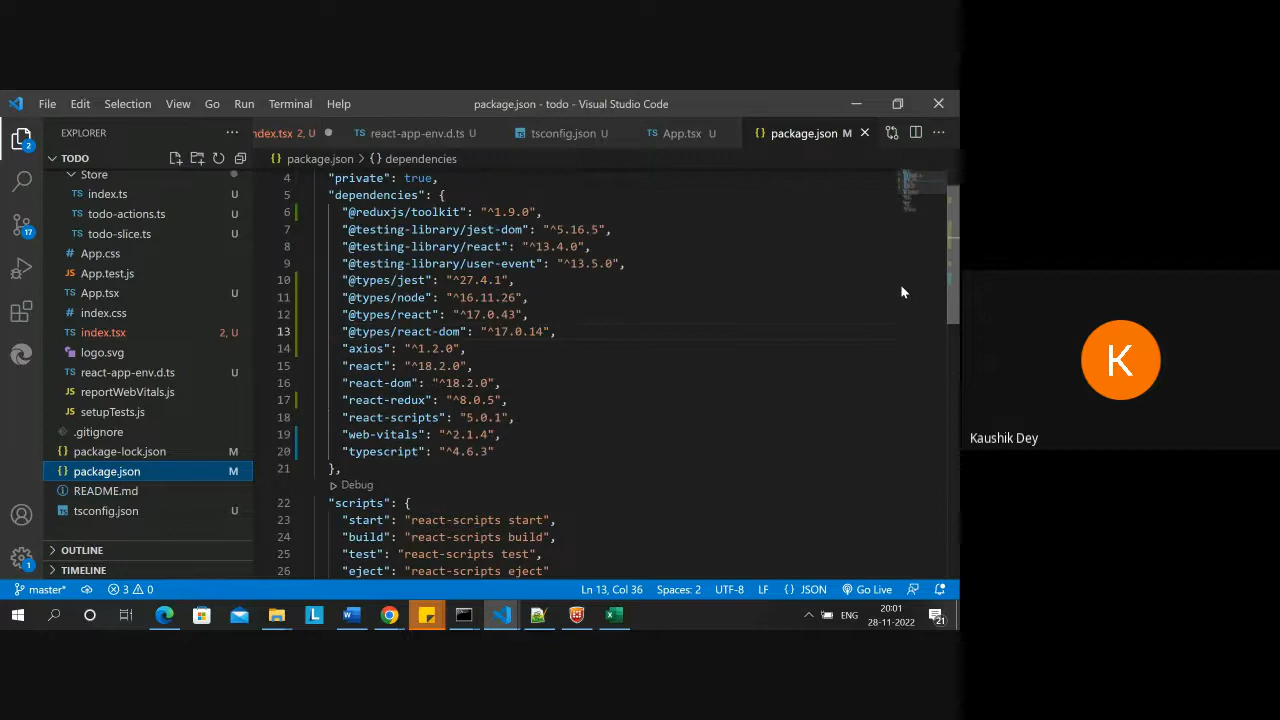 File Edit Selection View Go Run Terminal Help
package.json - todo - Visual Studio Code
EXPLORER
ndex.tsx 2, U
react-app-env.d.ts U
TS tsconfig.json U
TS App.tsx U
{} package.json M
TODO
{} package.json > {} dependencies
Store
TS index.ts U
TS todo-actions.ts U
TS todo-slice.ts U
App.css
JS App.test.js
TS App.tsx U
index.css
TS index.tsx 2, U
logo.svg
TS react-app-env.d.ts U
JS reportWebVitals.js
JS setupTests.js
.gitignore
{} package-lock.json M
{} package.json M
README.md
TS tsconfig.json U
OUTLINE
TIMELINE
2
17
1
4 "private": true,
5 "dependencies": {
6 "@reduxjs/toolkit": "^1.9.0",
7 "@testing-library/jest-dom": "^5.16.5",
8 "@testing-library/react": "^13.4.0",
9 "@testing-library/user-event": "^13.5.0",
10 "@types/jest": "^27.4.1",
11 "@types/node": "^16.11.26",
12 "@types/react": "^17.0.43",
13 "@types/react-dom": "^17.0.14",
14 "axios": "^1.2.0",
15 "react": "^18.2.0",
16 "react-dom": "^18.2.0",
17 "react-redux": "^8.0.5",
18 "react-scripts": "5.0.1",
19 "web-vitals": "^2.1.4",
20 "typescript": "^4.6.3"
21 },
Debug
22 "scripts": {
23 "start": "react-scripts start",
24 "build": "react-scripts build",
25 "test": "react-scripts test",
26 "eject": "react-scripts eject"
master* 3 0
Ln 13, Col 36 Spaces: 2 UTF-8 LF {} JSON Go Live
L
ENG
20:01
28-11-2022
21
K
Kaushik Dey